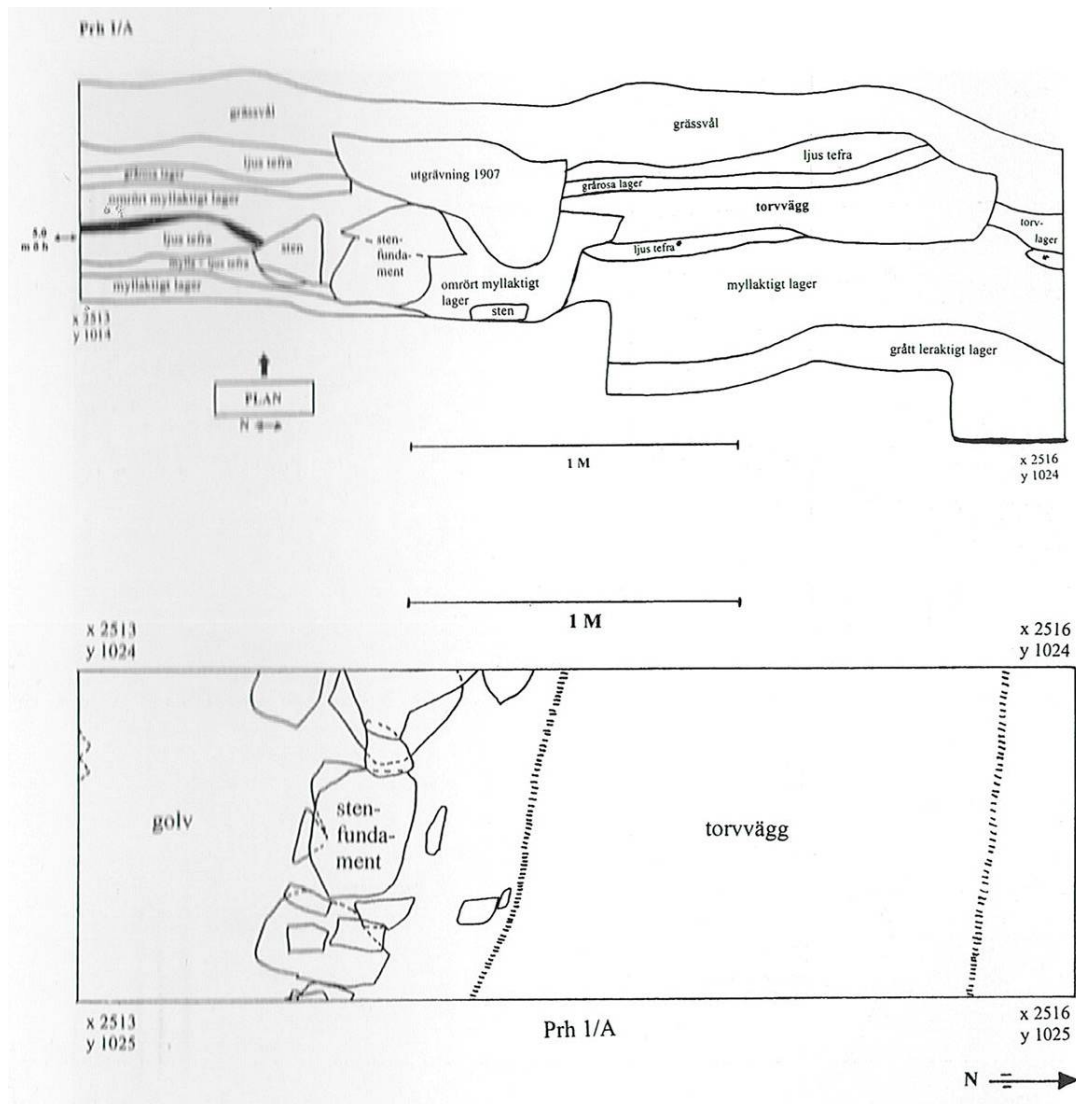 Prh 1/A
grässvål
grässvål
ljus tefra
utgrävning 1907
ljus tefra
grårosa lager
grårosa lager
omrört myllaktigt lager
torvvägg
5.0
m ö h
ljus tefra
sten
sten-
funda-
ment
ljus tefra
torv-
lager
mylla + ljus tefra
myllaktigt lager
omrört myllaktigt
lager
sten
myllaktigt lager
x 2513
y 1014
grått leraktigt lager
PLAN
N
1 M
x 2516
y 1024
1 M
x 2513
y 1024
x 2516
y 1024
golv
sten-
funda-
ment
torvvägg
x 2513
y 1025
Prh 1/A
x 2516
y 1025
N